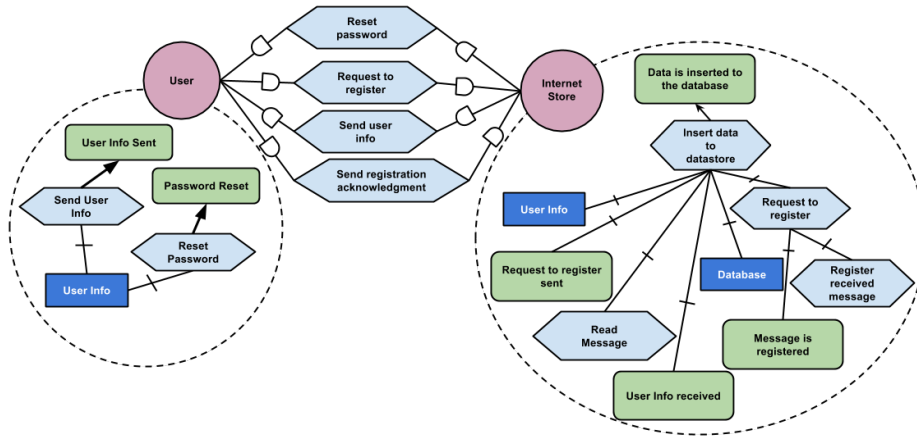 Reset
password
User
Request to
register
Internet
Store
Send user
info
Send registration
acknowledgment
User Info Sent
Password Reset
Send User
Info
Reset
Password
User Info
Data is inserted to
the database
Insert data
to
datastore
User Info
Request to
register
Request to register
sent
Database
Register
received
message
Read
Message
Message is
registered
User Info received